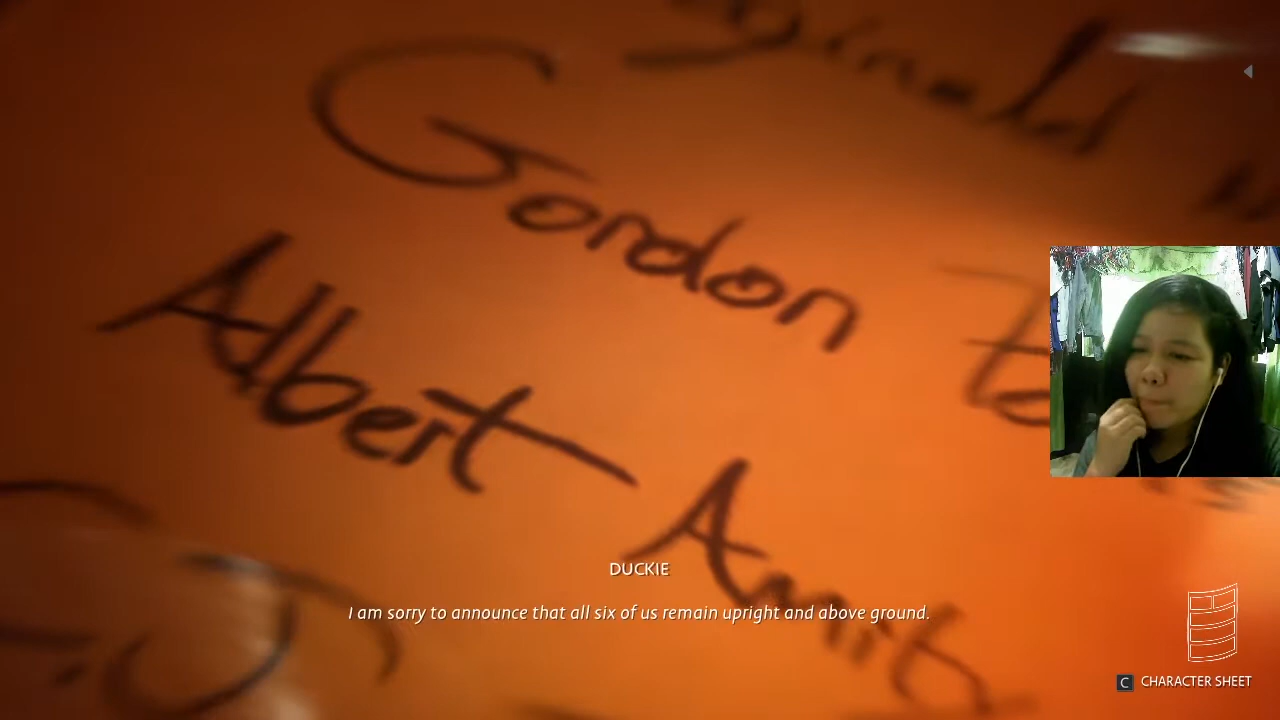 Gordon
Albert Amity
DUCKIE
I am sorry to announce that all six of us remain upright and above ground.
C CHARACTER SHEET